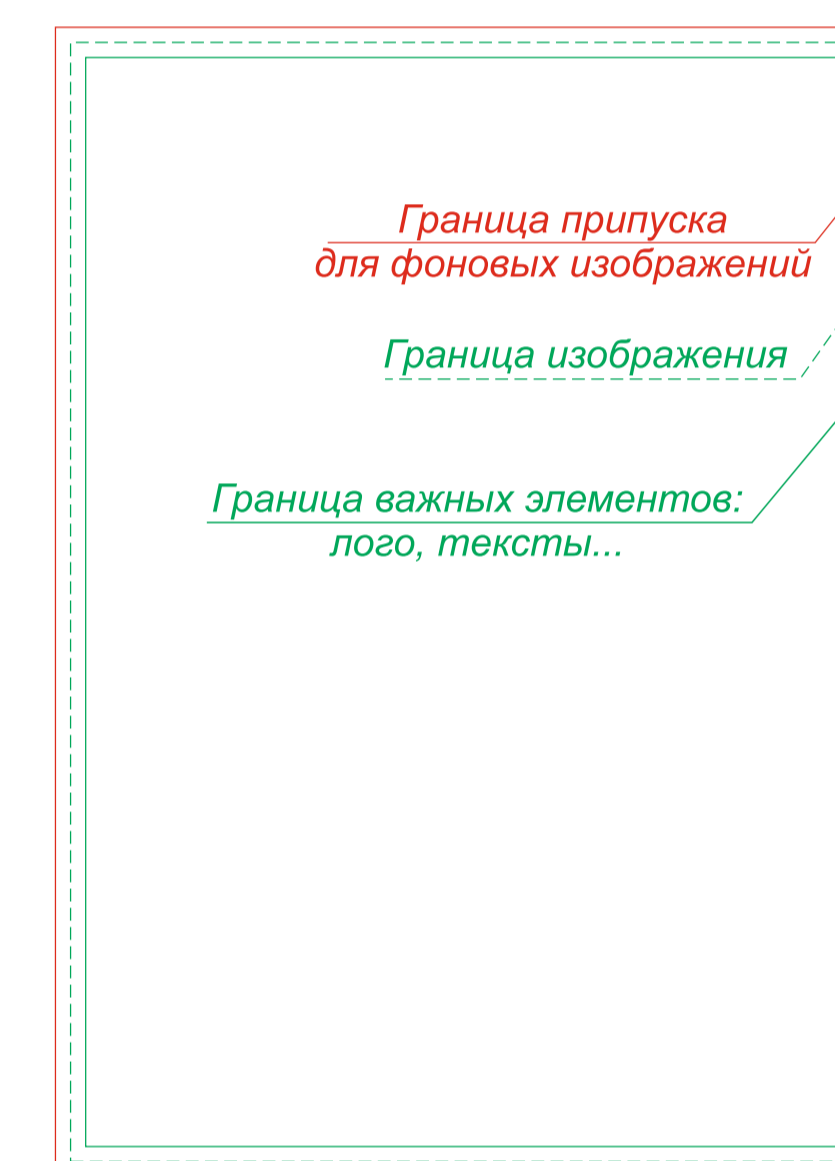 Граница припуска
для фоновых изображений
Граница изображения
Граница важных элементов:
лого, тексты...